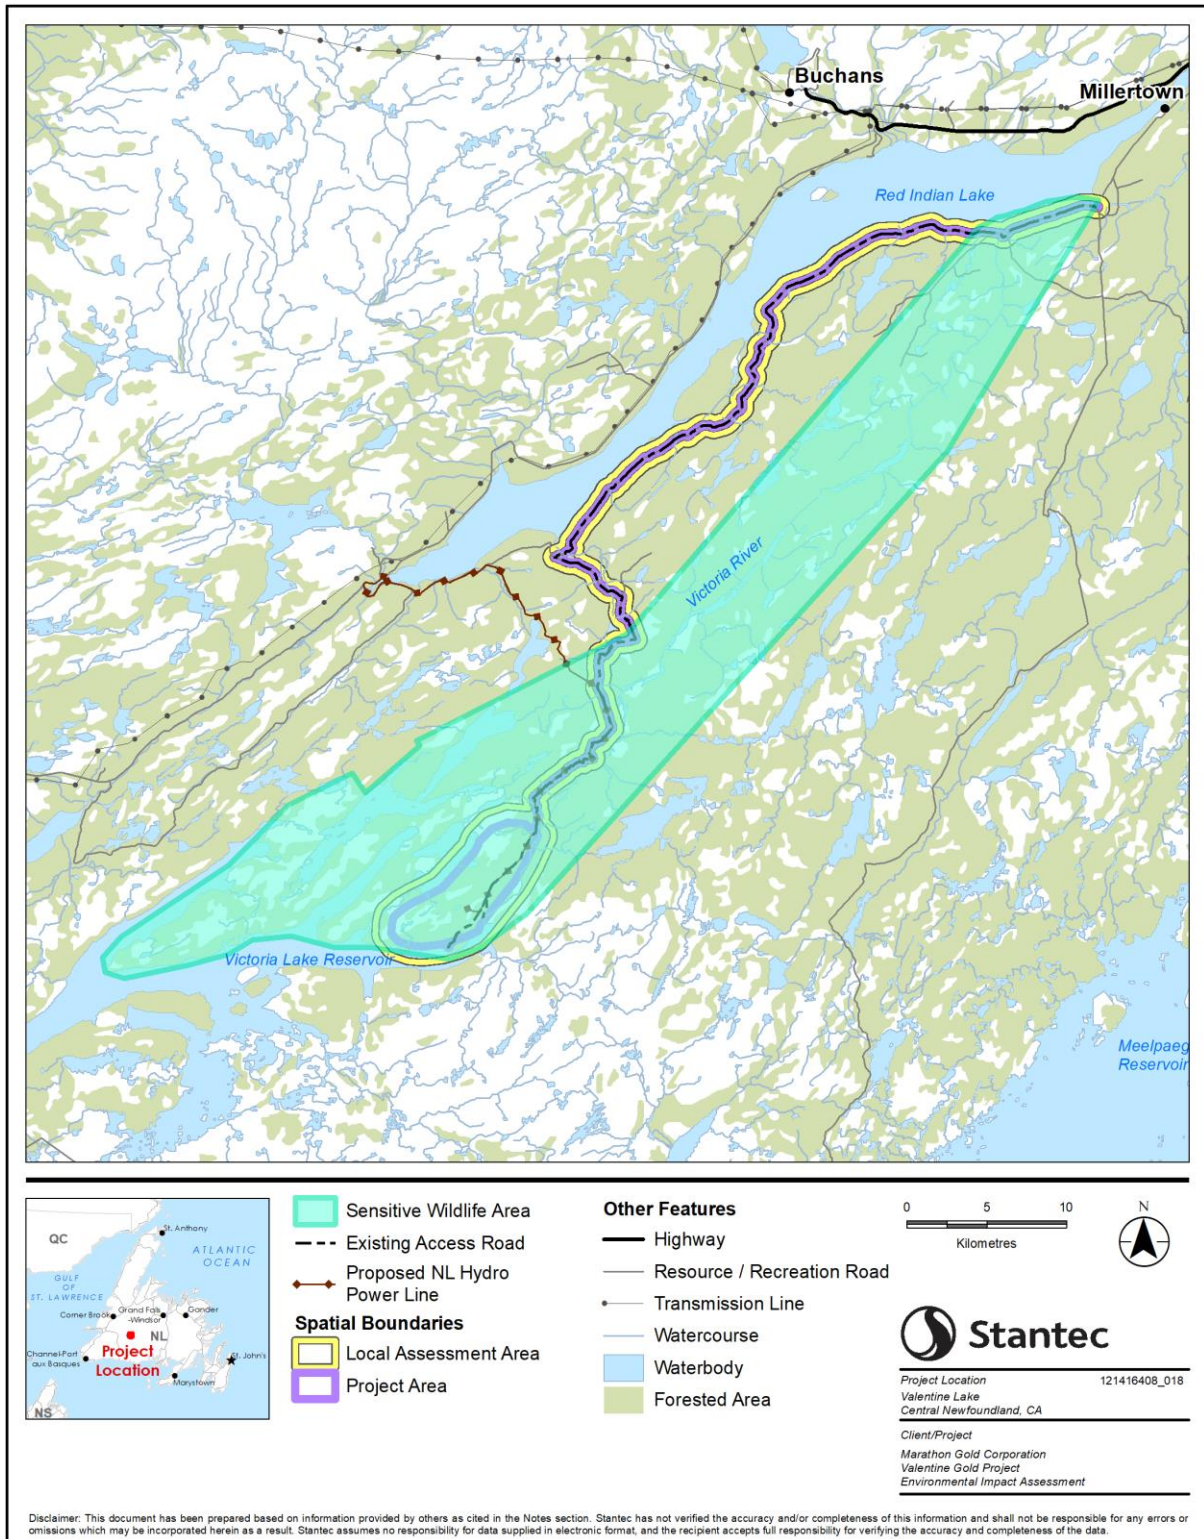 Buchans
Millertown
Red Indian Lake
Victoria River
Victoria Lake Reservoir
Meelpaeg
Reservoir
QC
St. Anthony
ATLANTIC
OCEAN
GULF
OF
ST. LAWRENCE
Corner Brook
Grand Falls
-Windsor
Gander
NL
Project
Location
Channel-Port
aux Basques
St. John's
Marystown
NS
Sensitive Wildlife Area
Existing Access Road
Proposed NL Hydro
Power Line
Spatial Boundaries
Local Assessment Area
Project Area
Other Features
Highway
Resource / Recreation Road
Transmission Line
Watercourse
Waterbody
Forested Area
0 5 10
Kilometres
N
Stantec
Project Location 121416408_018
Valentine Lake
Central Newfoundland, CA
Client/Project
Marathon Gold Corporation
Valentine Gold Project
Environmental Impact Assessment
Disclaimer: This document has been prepared based on information provided by others as cited in the Notes section. Stantec has not verified the accuracy and/or completeness of this information and shall not be responsible for any errors or
omissions which may be incorporated herein as a result. Stantec assumes no responsibility for data supplied in electronic format, and the recipient accepts full responsibility for verifying the accuracy and completeness of the data.